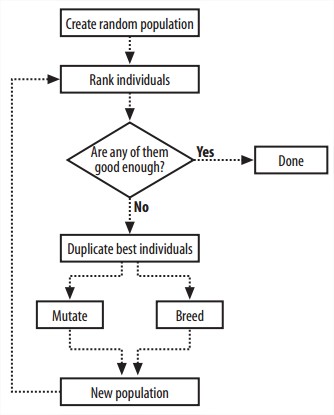 Create random population
Rank individuals
Are any of them
good enough?
Yes
Done
No
Duplicate best individuals
Mutate
Breed
New population